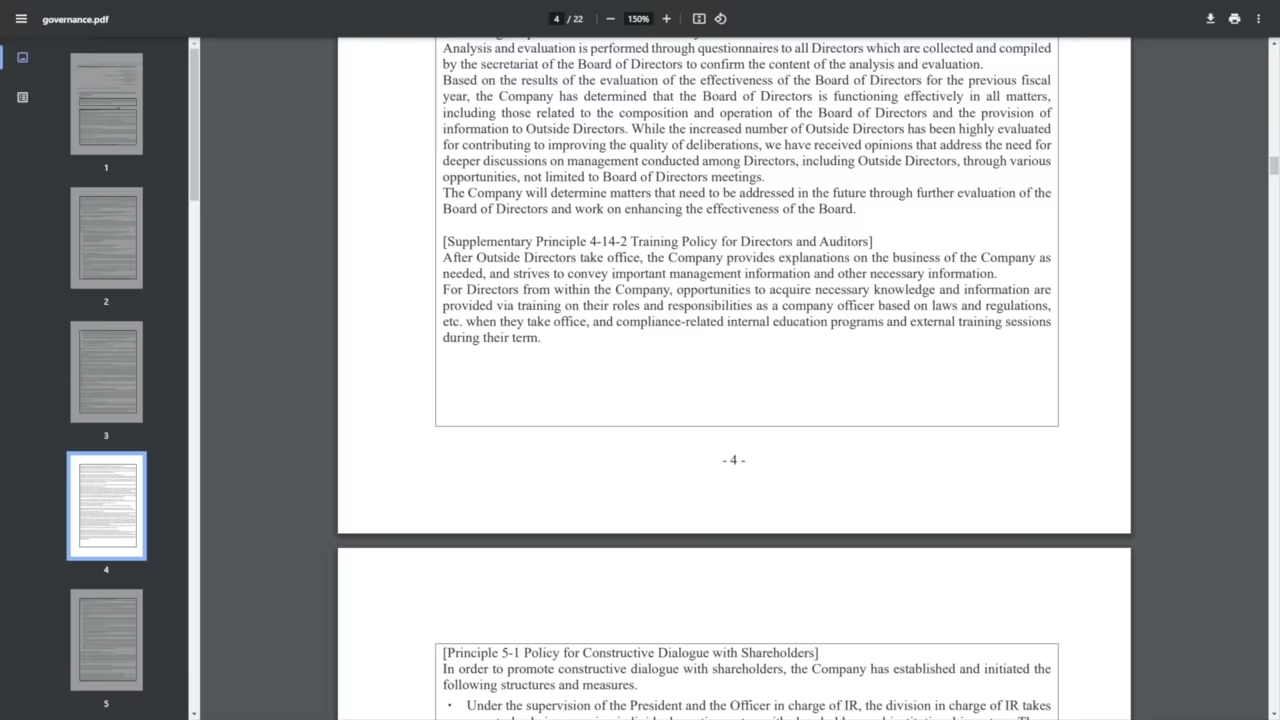 governance.pdf
4 / 22
150%
1
2
3
4
5
Analysis and evaluation is performed through questionnaires to all Directors which are collected and compiled
by the secretariat of the Board of Directors to confirm the content of the analysis and evaluation.
Based on the results of the evaluation of the effectiveness of the Board of Directors for the previous fiscal
year, the Company has determined that the Board of Directors is functioning effectively in all matters,
including those related to the composition and operation of the Board of Directors and the provision of
information to Outside Directors. While the increased number of Outside Directors has been highly evaluated
for contributing to improving the quality of deliberations, we have received opinions that address the need for
deeper discussions on management conducted among Directors, including Outside Directors, through various
opportunities, not limited to Board of Directors meetings.
The Company will determine matters that need to be addressed in the future through further evaluation of the
Board of Directors and work on enhancing the effectiveness of the Board.
[Supplementary Principle 4-14-2 Training Policy for Directors and Auditors]
After Outside Directors take office, the Company provides explanations on the business of the Company as
needed, and strives to convey important management information and other necessary information.
For Directors from within the Company, opportunities to acquire necessary knowledge and information are
provided via training on their roles and responsibilities as a company officer based on laws and regulations,
etc. when they take office, and compliance-related internal education programs and external training sessions
during their term.
- 4 -
[Principle 5-1 Policy for Constructive Dialogue with Shareholders]
In order to promote constructive dialogue with shareholders, the Company has established and initiated the
following structures and measures.
・ Under the supervision of the President and the Officer in charge of IR, the division in charge of IR takes